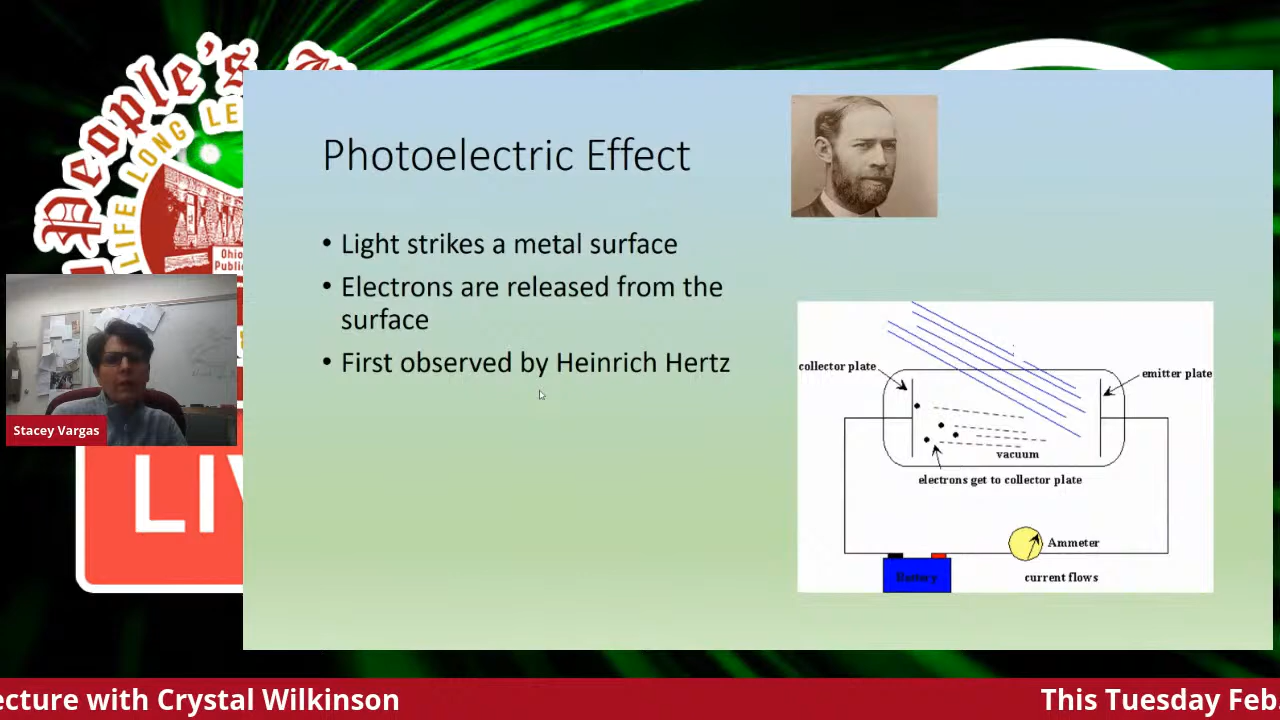 People's
LIFE LONG LE
Ohio
Public
Photoelectric Effect
• Light strikes a metal surface
• Electrons are released from the
surface
• First observed by Heinrich Hertz
collector plate
emitter plate
vacuum
electrons get to collector plate
Ammeter
Battery
current flows
Stacey Vargas
LIV
ecture with Crystal Wilkinson
This Tuesday Feb.